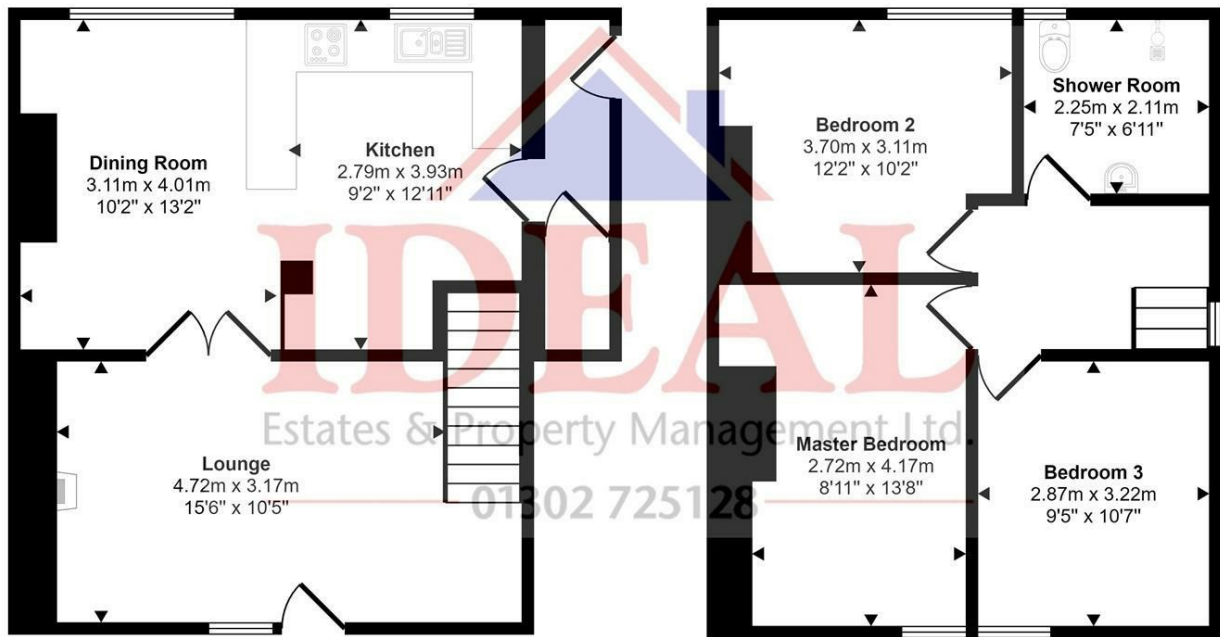 Dining Room
3.11m x 4.01m
10'2" x 13'2"
Kitchen
2.79m x 3.93m
9'2" x 12'11"
Lounge
4.72m x 3.17m
15'6" x 10'5"
Bedroom 2
3.70m x 3.11m
12'2" x 10'2"
Shower Room
2.25m x 2.11m
7'5" x 6'11"
Master Bedroom
2.72m x 4.17m
8'11" x 13'8"
Bedroom 3
2.87m x 3.22m
9'5" x 10'7"
IDEAL
Estates & Property Management Ltd.
01302 725128